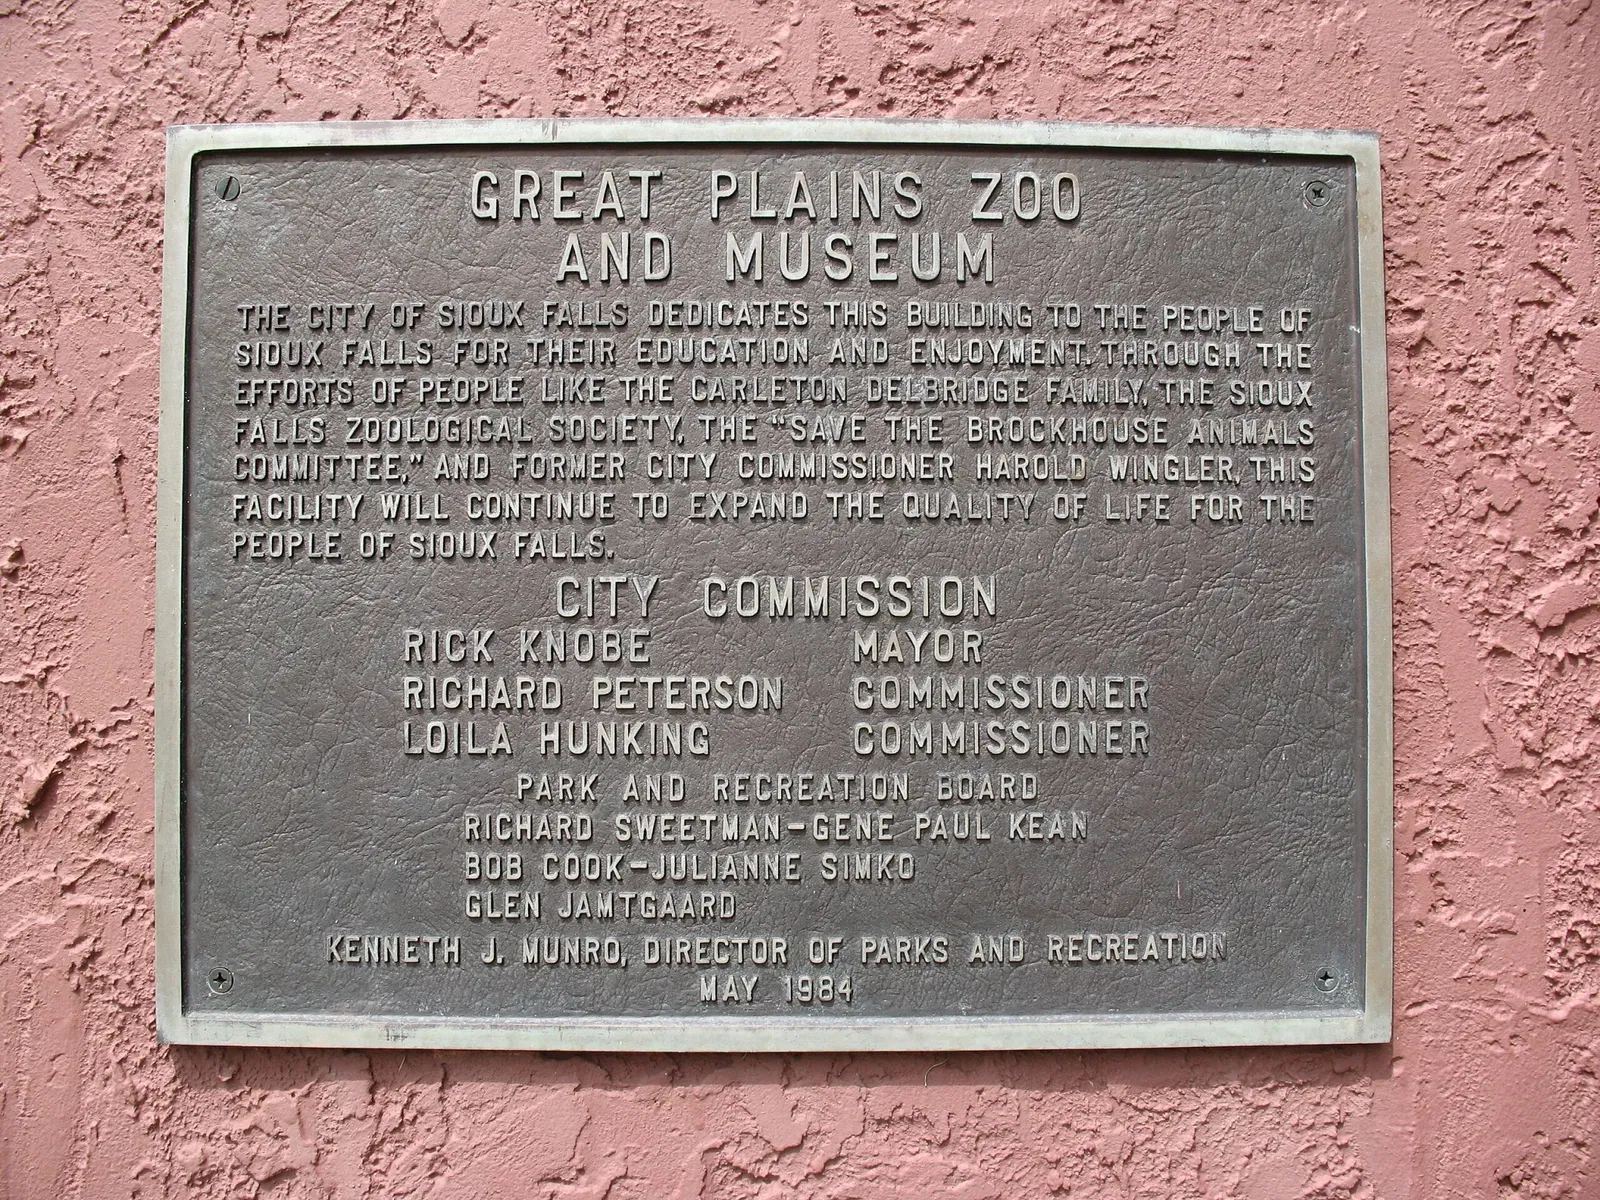 GREAT PLAINS ZOO
AND MUSEUM
THE CITY OF SIOUX FALLS DEDICATES THIS BUILDING TO THE PEOPLE OF
SIOUX FALLS FOR THEIR EDUCATION AND ENJOYMENT. THROUGH THE
EFFORTS OF PEOPLE LIKE THE CARLETON DELBRIDGE FAMILY, THE SIOUX
FALLS ZOOLOGICAL SOCIETY, THE "SAVE THE BROCKHOUSE ANIMALS
COMMITTEE," AND FORMER CITY COMMISSIONER HAROLD WINGLER, THIS
FACILITY WILL CONTINUE TO EXPAND THE QUALITY OF LIFE FOR THE
PEOPLE OF SIOUX FALLS.
CITY COMMISSION
RICK KNOBE MAYOR
RICHARD PETERSON COMMISSIONER
LOILA HUNKING COMMISSIONER
PARK AND RECREATION BOARD
RICHARD SWEETMAN-GENE PAUL KEAN
BOB COOK-JULIANNE SIMKO
GLEN JAMTGAARD
KENNETH J. MUNRO, DIRECTOR OF PARKS AND RECREATION
MAY 1984